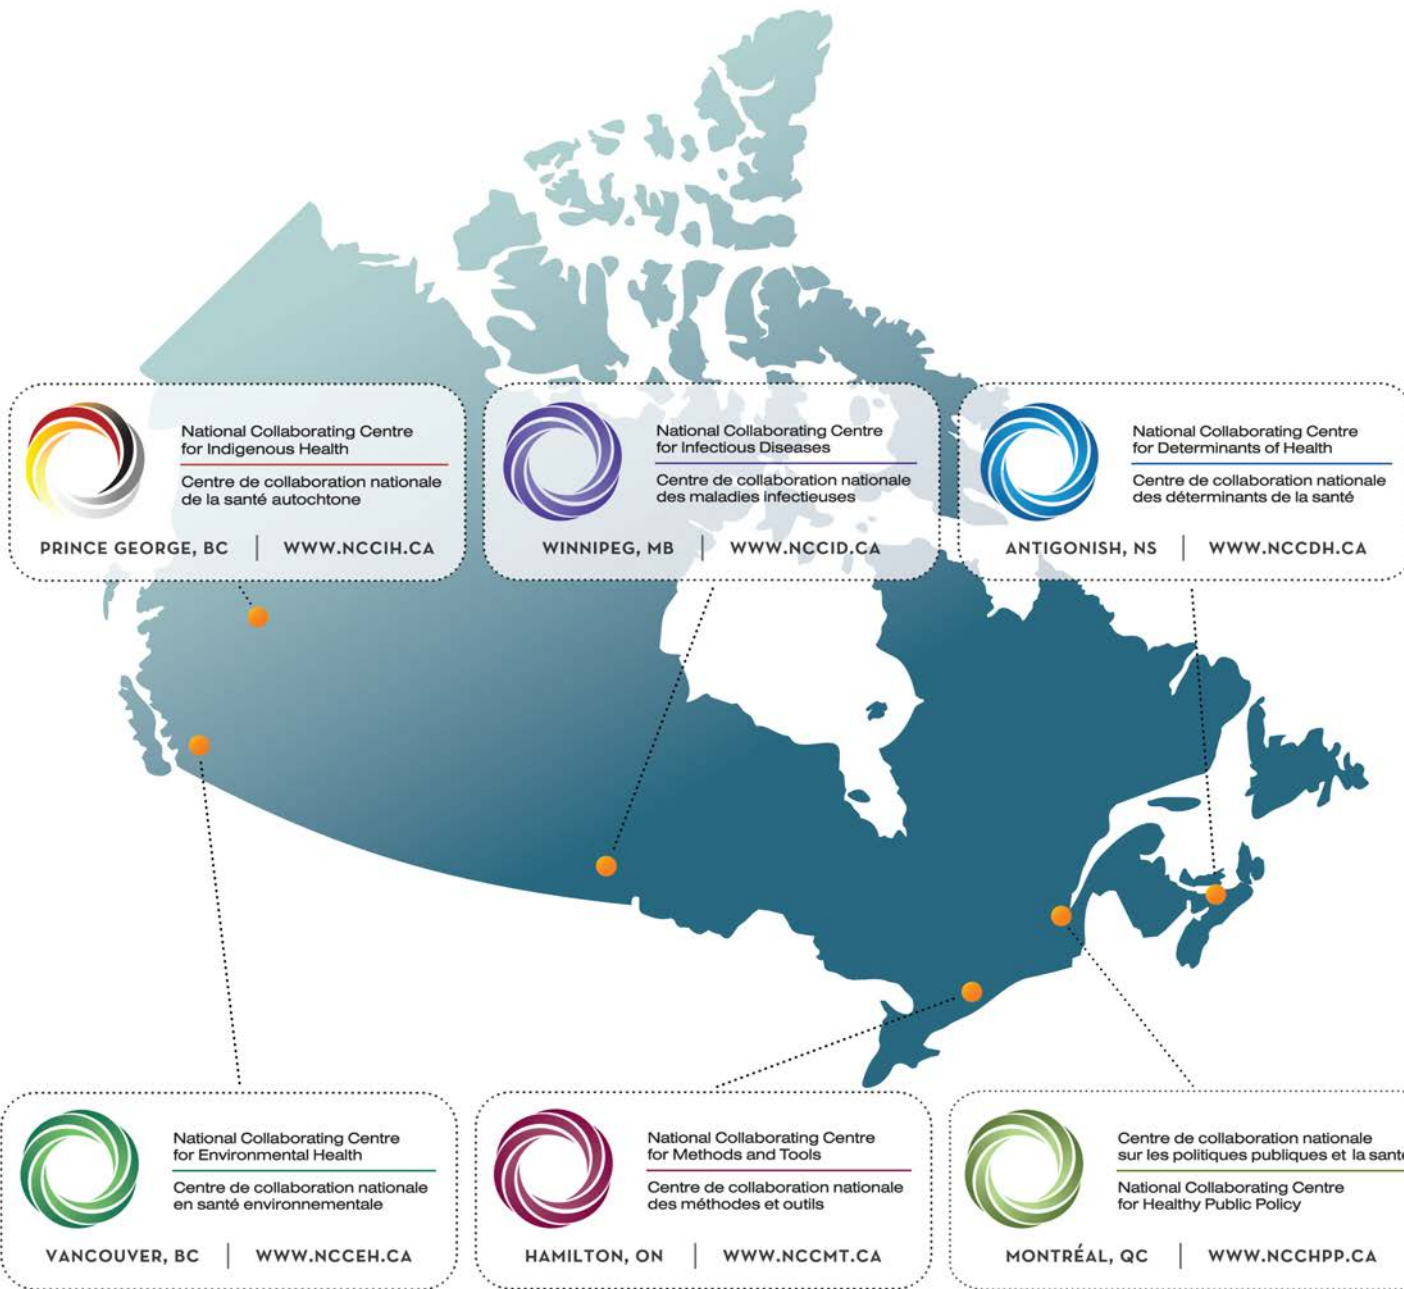 National Collaborating Centre
for Indigenous Health
Centre de collaboration nationale
de la santé autochtone
PRINCE GEORGE, BC | WWW.NCCIH.CA
National Collaborating Centre
for Infectious Diseases
Centre de collaboration nationale
des maladies infectieuses
WINNIPEG, MB | WWW.NCCID.CA
National Collaborating Centre
for Determinants of Health
Centre de collaboration nationale
des déterminants de la santé
ANTIGONISH, NS | WWW.NCCDH.CA
National Collaborating Centre
for Environmental Health
Centre de collaboration nationale
en santé environnementale
VANCOUVER, BC | WWW.NCCEH.CA
National Collaborating Centre
for Methods and Tools
Centre de collaboration nationale
des méthodes et outils
HAMILTON, ON | WWW.NCCMT.CA
Centre de collaboration nationale
sur les politiques publiques et la santé
National Collaborating Centre
for Healthy Public Policy
MONTRÉAL, QC | WWW.NCCHPP.CA